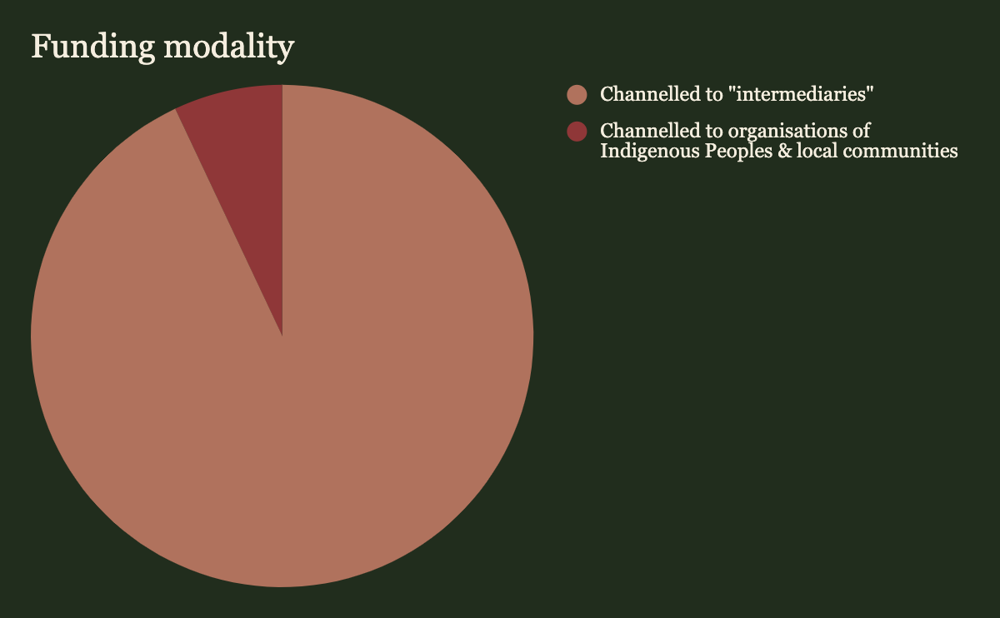 Funding modality
Channelled to "intermediaries"
Channelled to organisations of
Indigenous Peoples & local communities